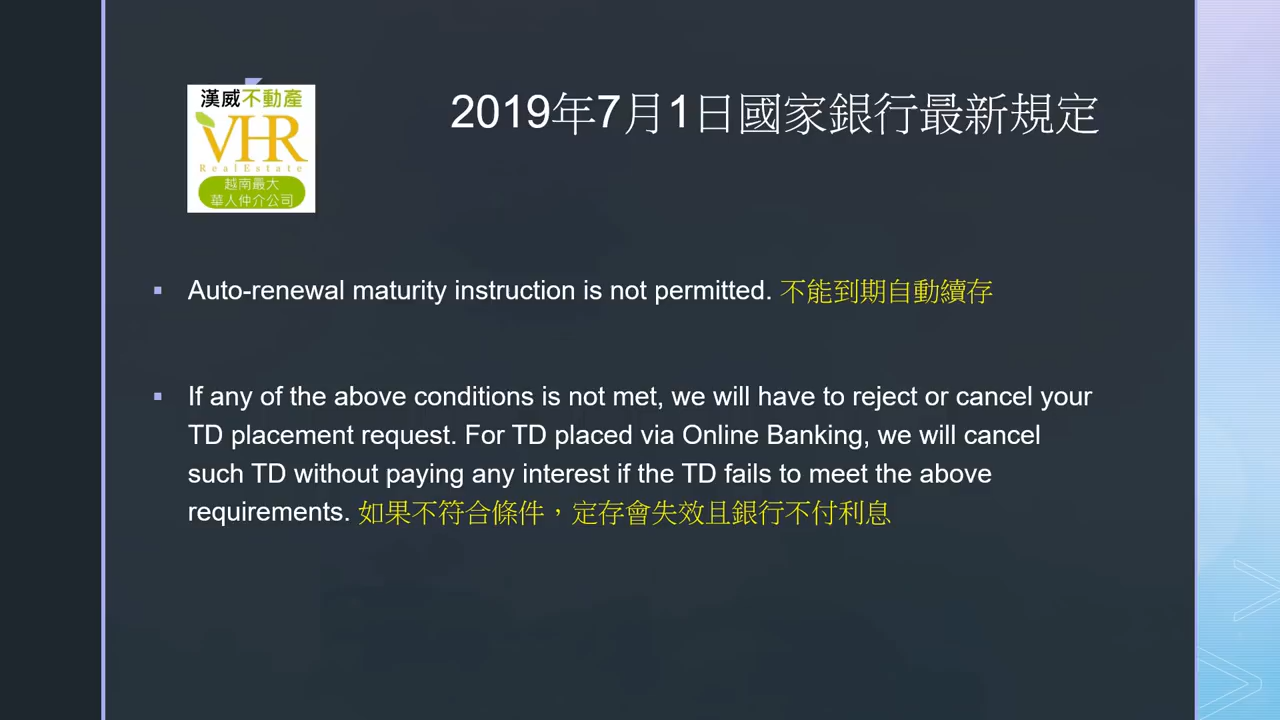 漢威不動產
VHR
RealEstate
越南最大
華人仲介公司
2019年7月1日國家銀行最新規定
Auto-renewal maturity instruction is not permitted. 不能到期自動續存
If any of the above conditions is not met, we will have to reject or cancel your
TD placement request. For TD placed via Online Banking, we will cancel
such TD without paying any interest if the TD fails to meet the above
requirements. 如果不符合條件，定存會失效且銀行不付利息